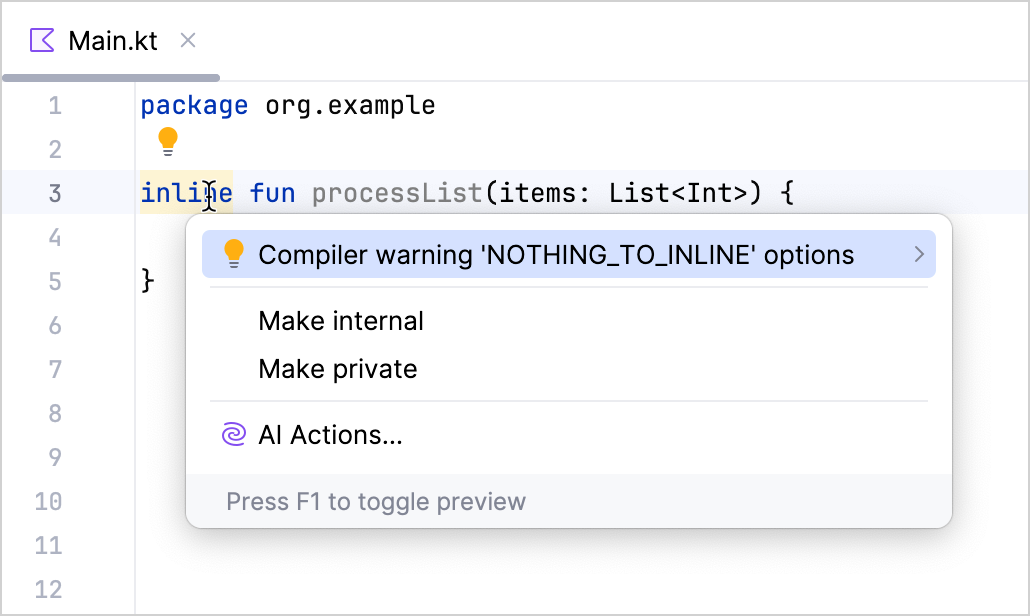 Main.kt
1 package org.example
2
3 inline fun processList(items: List<Int>) {
4
5 }
6
7
8
9
10
11
12
Compiler warning 'NOTHING_TO_INLINE' options
Make internal
Make private
AI Actions...
Press F1 to toggle preview